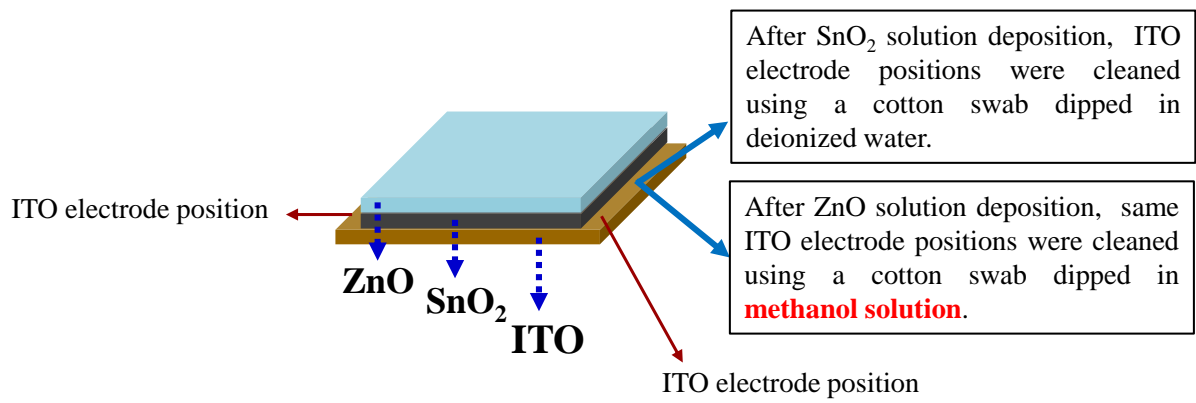 After SnO₂ solution deposition, ITO
electrode positions were cleaned
using a cotton swab dipped in
deionized water.
ITO electrode position
After ZnO solution deposition, same
ITO electrode positions were cleaned
using a cotton swab dipped in
methanol solution.
ZnO
SnO₂
ITO
ITO electrode position